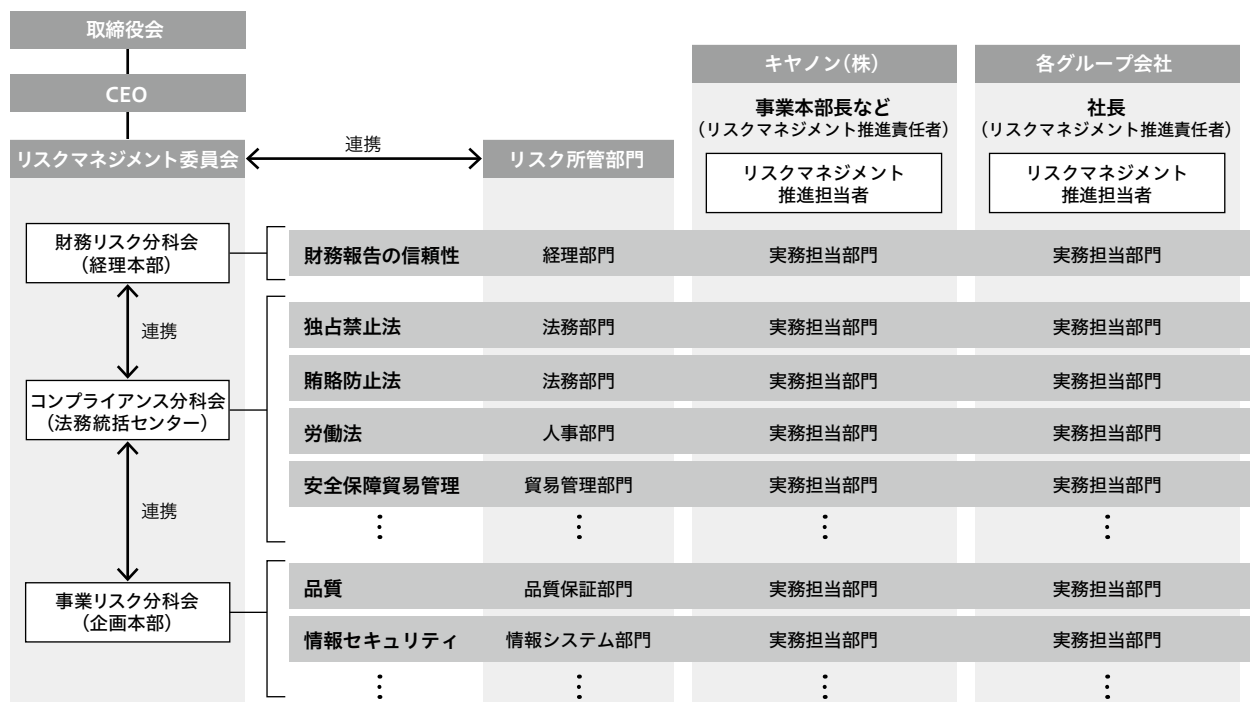 取締役会
CEO
リスクマネジメント委員会
連携
リスク所管部門
キヤノン(株)
事業本部長など
(リスクマネジメント推進責任者)
リスクマネジメント
推進担当者
各グループ会社
社長
(リスクマネジメント推進責任者)
リスクマネジメント
推進担当者
財務リスク分科会
(経理本部)
財務報告の信頼性 経理部門 実務担当部門 実務担当部門
連携
独占禁止法 法務部門 実務担当部門 実務担当部門
賄賂防止法 法務部門 実務担当部門 実務担当部門
コンプライアンス分科会
(法務統括センター)
労働法 人事部門 実務担当部門 実務担当部門
安全保障貿易管理 貿易管理部門 実務担当部門 実務担当部門
⋮ ⋮ ⋮ ⋮
連携
事業リスク分科会
(企画本部)
品質 品質保証部門 実務担当部門 実務担当部門
情報セキュリティ 情報システム部門 実務担当部門 実務担当部門
⋮ ⋮ ⋮ ⋮